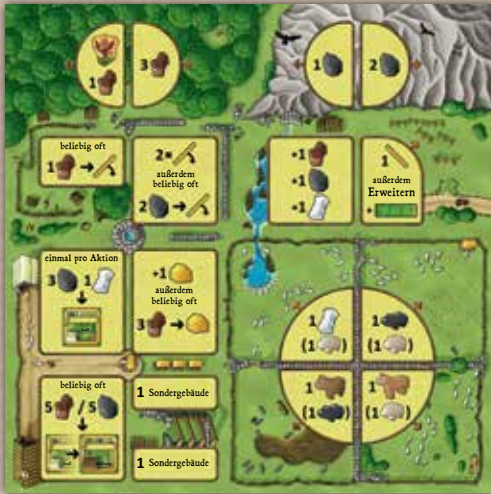 1
3
1
2
beliebig oft
1 →
2×
außerdem
beliebig oft
2 →
+1
+1
+1
1
außerdem
Erweitern
+
einmal pro Aktion
3 1
+1
außerdem
beliebig oft
3 →
1
(1 )
1
(1 )
1
(1 )
1
(1 )
beliebig oft
5 / 5
1 Sondergebäude
1 Sondergebäude